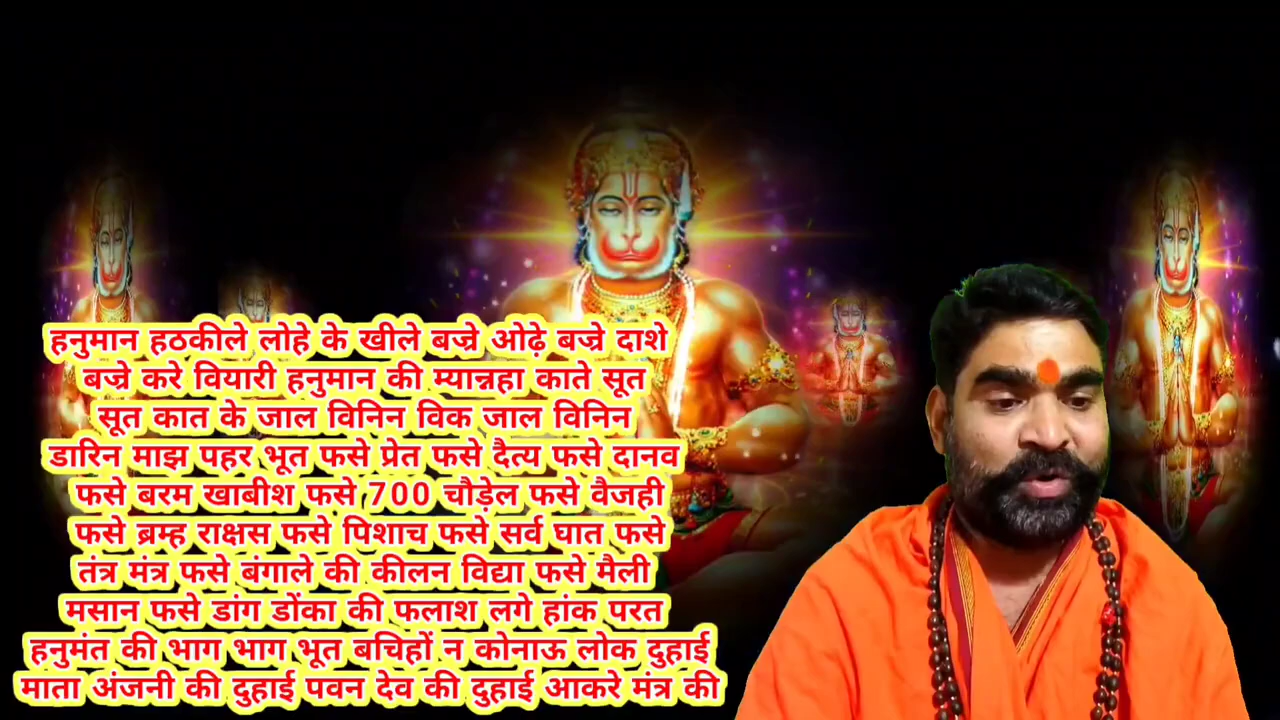 हनुमान हठकीले लोहे के खीले बज्रे ओढ़े बज्रे दाशे
बज्रे करे वियारी हनुमान की म्यान्नहा काते सूत
सूत कात के जाल विनिन विक जाल विनिन
डारिन माझ पहर भूत फसे प्रेत फसे दैत्य फसे दानव
फसे बरम खाबीश फसे 700 चौड़ेल फसे वैजही
फसे ब्रम्ह राक्षस फसे पिशाच फसे सर्व घात फसे
तंत्र मंत्र फसे बंगाले की कीलन विद्या फसे मैली
मसान फसे डांग डोंका की फलाश लगे हांक परत
हनुमंत की भाग भाग भूत बचिहों न कोनाऊ लोक दुहाई
माता अंजनी की दुहाई पवन देव की दुहाई आकरे मंत्र की